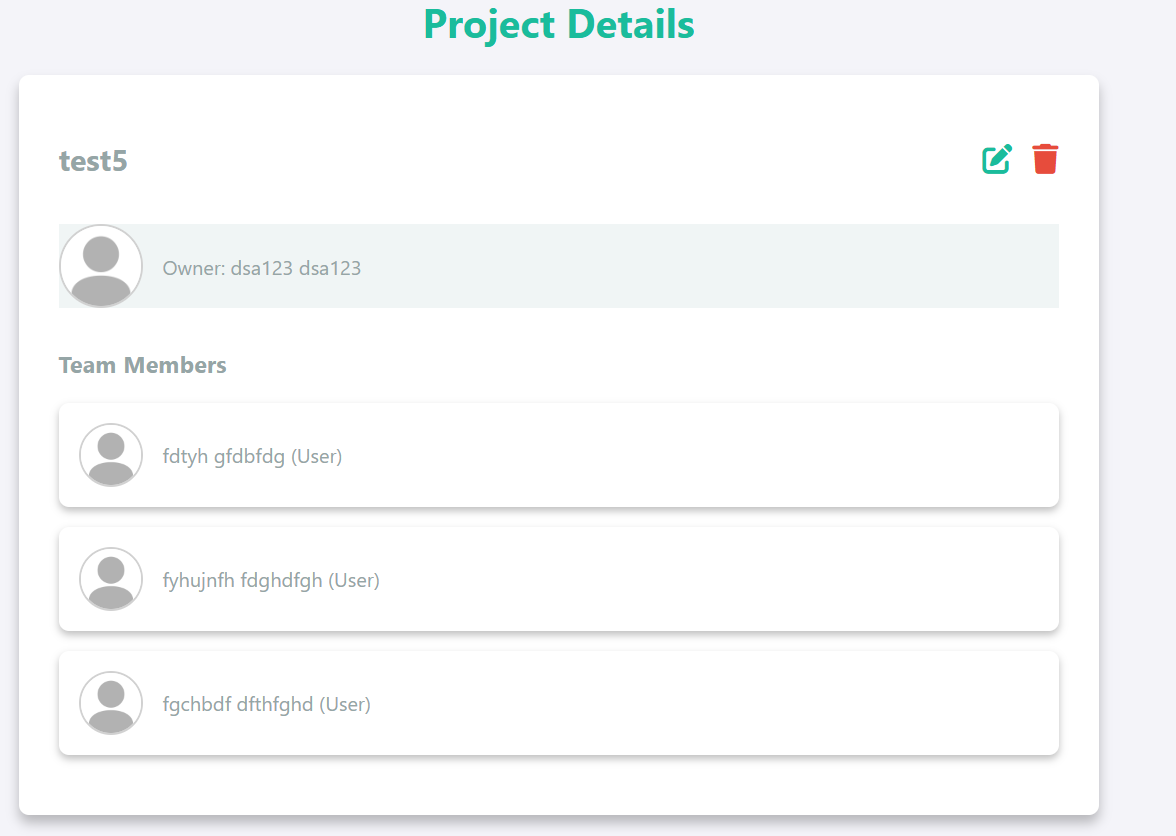 Project Details
test5
Owner: dsa123 dsa123
Team Members
fdtyh gfdbfdg (User)
fyhujnfh fdghdfgh (User)
fgchbdf dfthfghd (User)